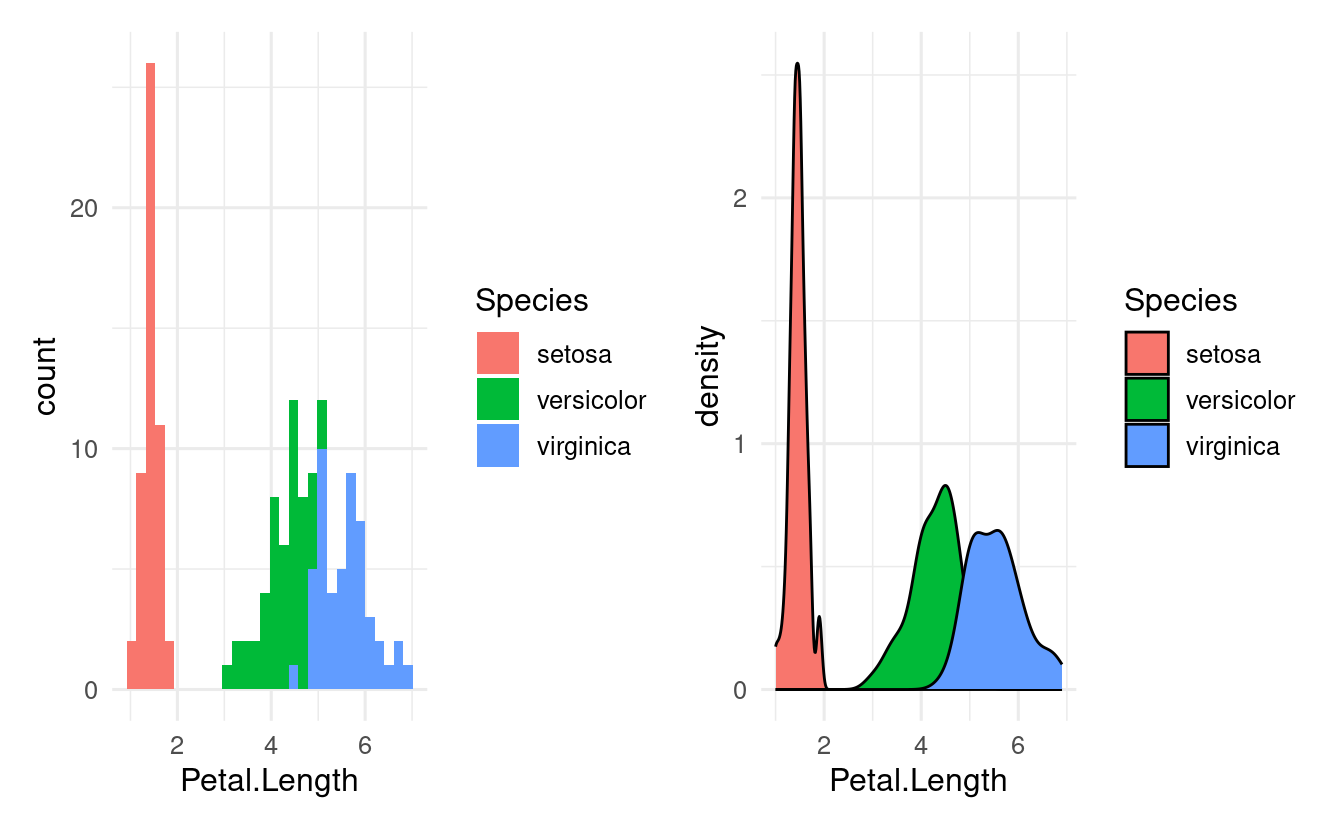 20
10
0
count
2 4 6
Petal.Length
Species
setosa
versicolor
virginica
2
1
0
density
2 4 6
Petal.Length
Species
setosa
versicolor
virginica